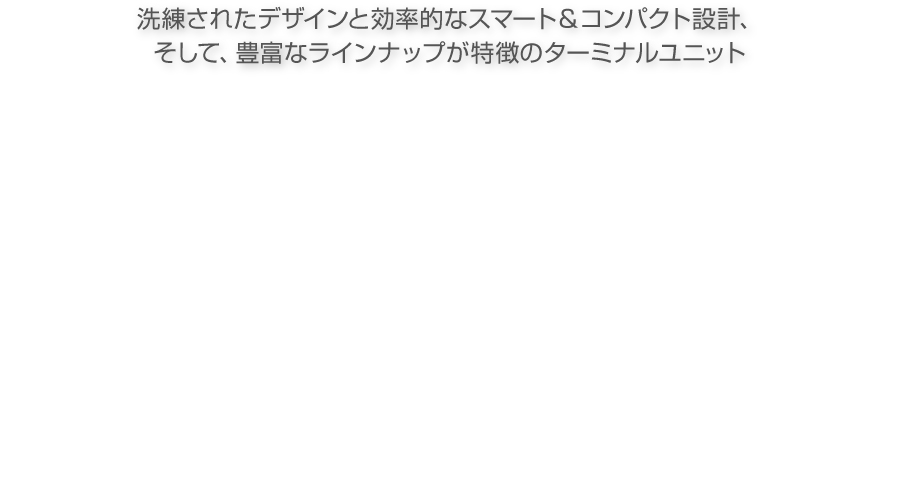 洗練されたデザインと効率的なスマート＆コンパクト設計、
そして、豊富なラインナップが特徴のターミナルユニット